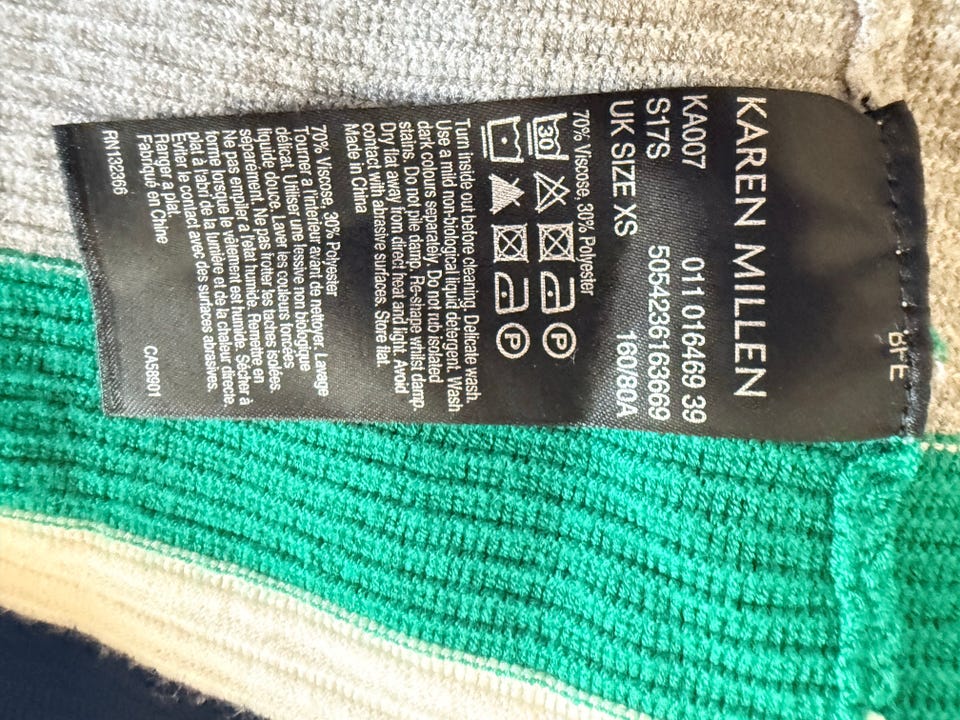 BFE
KAREN MILLEN
KA007 011 016469 39
S17S 5054236163669
UK SIZE XS 160/80A
70% Viscose, 30% Polyester
30
P
P
Turn inside out before cleaning. Delicate wash.
Use a mild non-biological liquid detergent. Wash
dark colours separately. Do not rub isolated
stains. Do not pile damp. Re-shape whilst damp.
Dry flat away from direct heat and light. Avoid
contact with abrasive surfaces. Store flat.
Made in China
70% Viscose, 30% Polyester
Tourner a l'interieur avant de nettoyer. Lavage
délicat. Utiliser une lessive non biologique
liquide douce. Laver les couleurs foncées
séparément. Ne pas frotter les taches isolées.
Ne pas empiler a l'etat humide. Remettre en
forme lorsque le vêtement est humide. Sécher à
plat à l'abri de la lumière et de la chaleur directe.
Eviter le contact avec des surfaces abrasives.
Ranger a plat.
Fabriqué en Chine
RN132366 CA56901